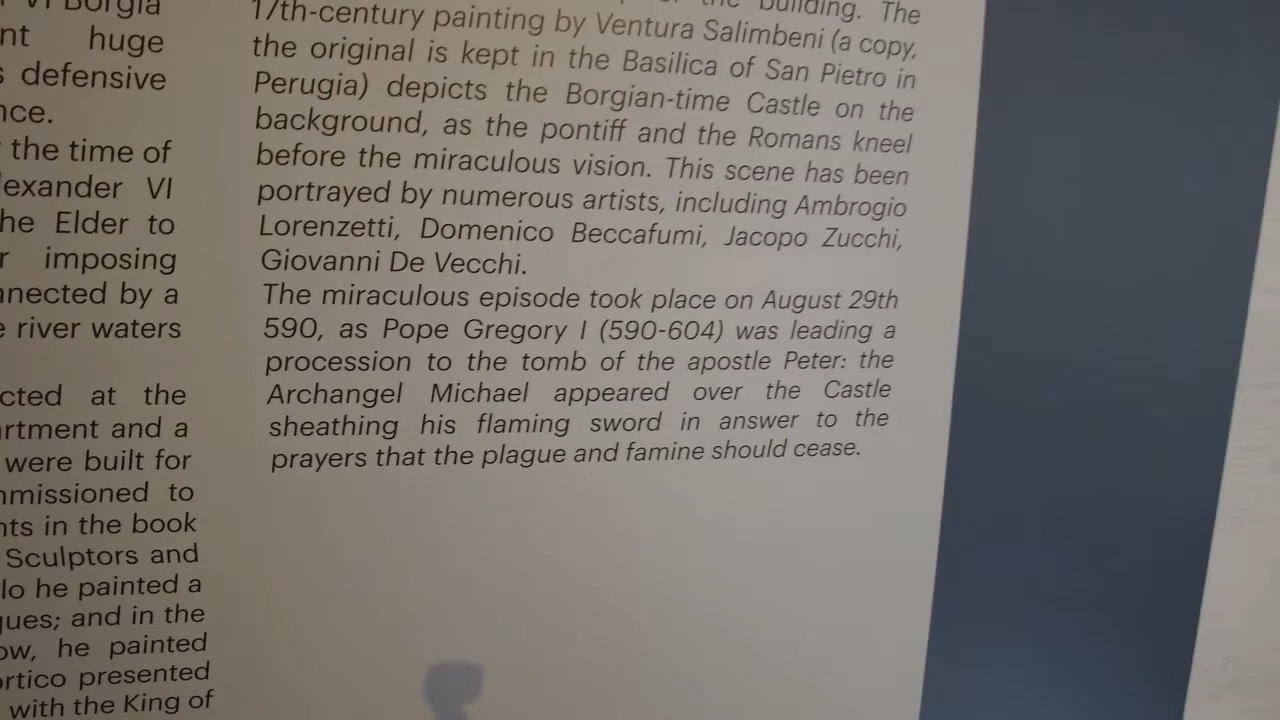 VI Borgia
huge
defensive
the time of
VI
Elder to
imposing
by a
river waters
at the
and a
were built for
to
in the book
Sculptors and
he painted a
and in the
he painted
presented
with the King of
the building. The
17th-century painting by Ventura Salimbeni (a copy,
the original is kept in the Basilica of San Pietro in
Perugia) depicts the Borgian-time Castle on the
background, as the pontiff and the Romans kneel
before the miraculous vision. This scene has been
portrayed by numerous artists, including Ambrogio
Lorenzetti, Domenico Beccafumi, Jacopo Zucchi,
Giovanni De Vecchi.
The miraculous episode took place on August 29th
590, as Pope Gregory I (590-604) was leading a
procession to the tomb of the apostle Peter: the
Archangel Michael appeared over the Castle
sheathing his flaming sword in answer to the
prayers that the plague and famine should cease.